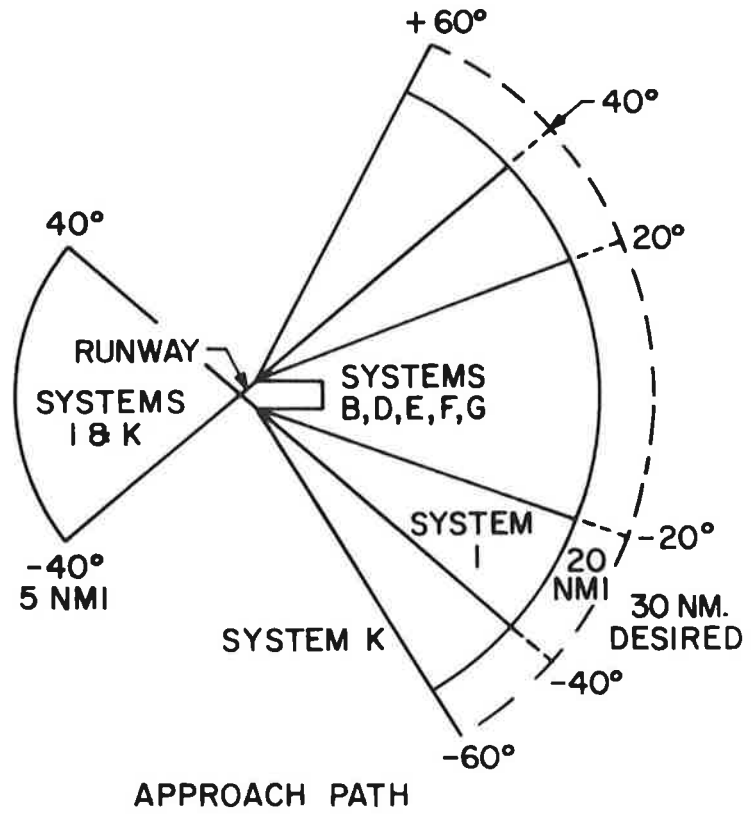 +60°
40°
20°
40°
RUNWAY
SYSTEMS
B,D,E,F,G
SYSTEMS
I & K
SYSTEM
I
-20°
20
NMI
30 NM.
DESIRED
-40°
5 NMI
SYSTEM K
-40°
-60°
APPROACH PATH